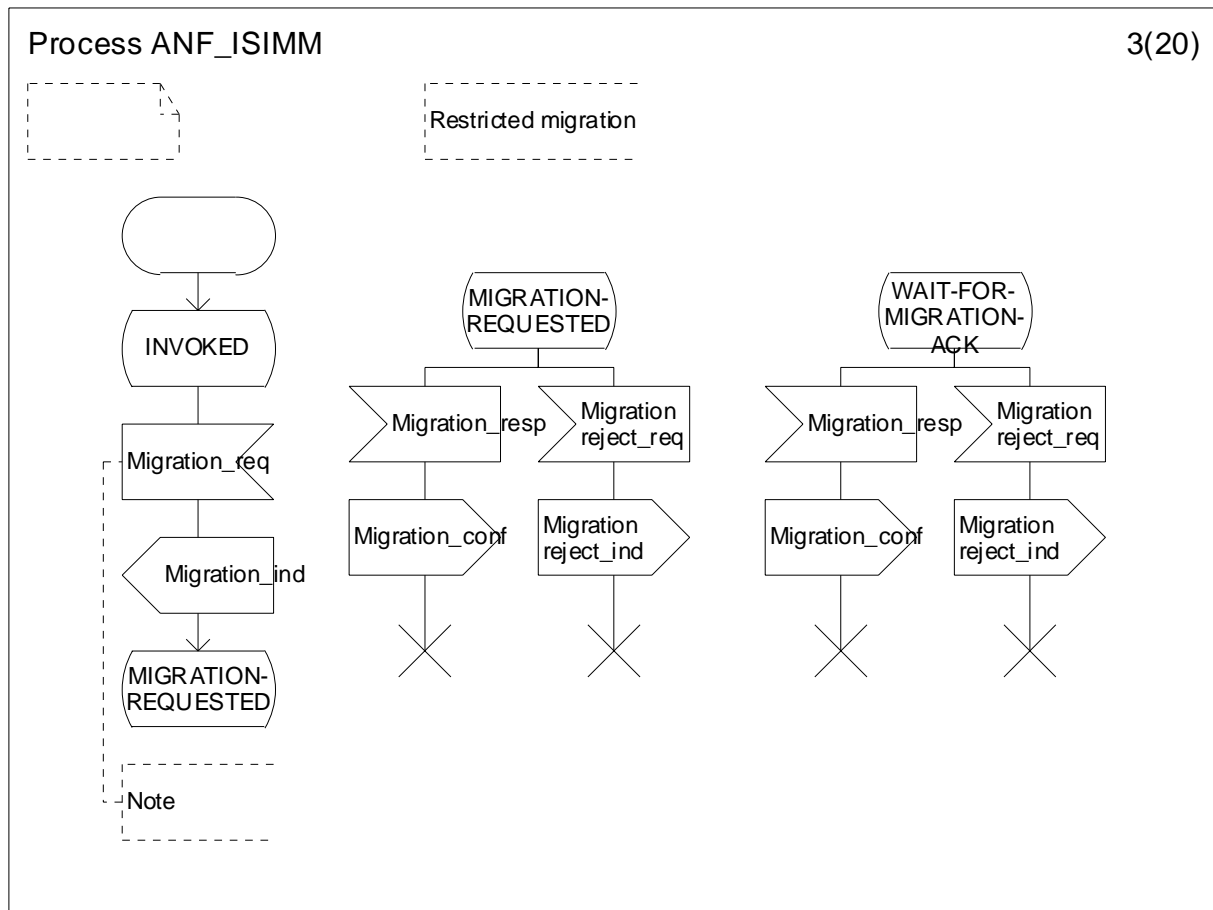 Process ANF_ISIMM
3(20)
Restricted migration
INVOKED
Migration_req
Migration_ind
MIGRATION-
REQUESTED
Note
MIGRATION-
REQUESTED
Migration_resp
Migration
reject_req
Migration_conf
Migration
reject_ind
WAIT-FOR-
MIGRATION-
ACK
Migration_resp
Migration
reject_req
Migration_conf
Migration
reject_ind